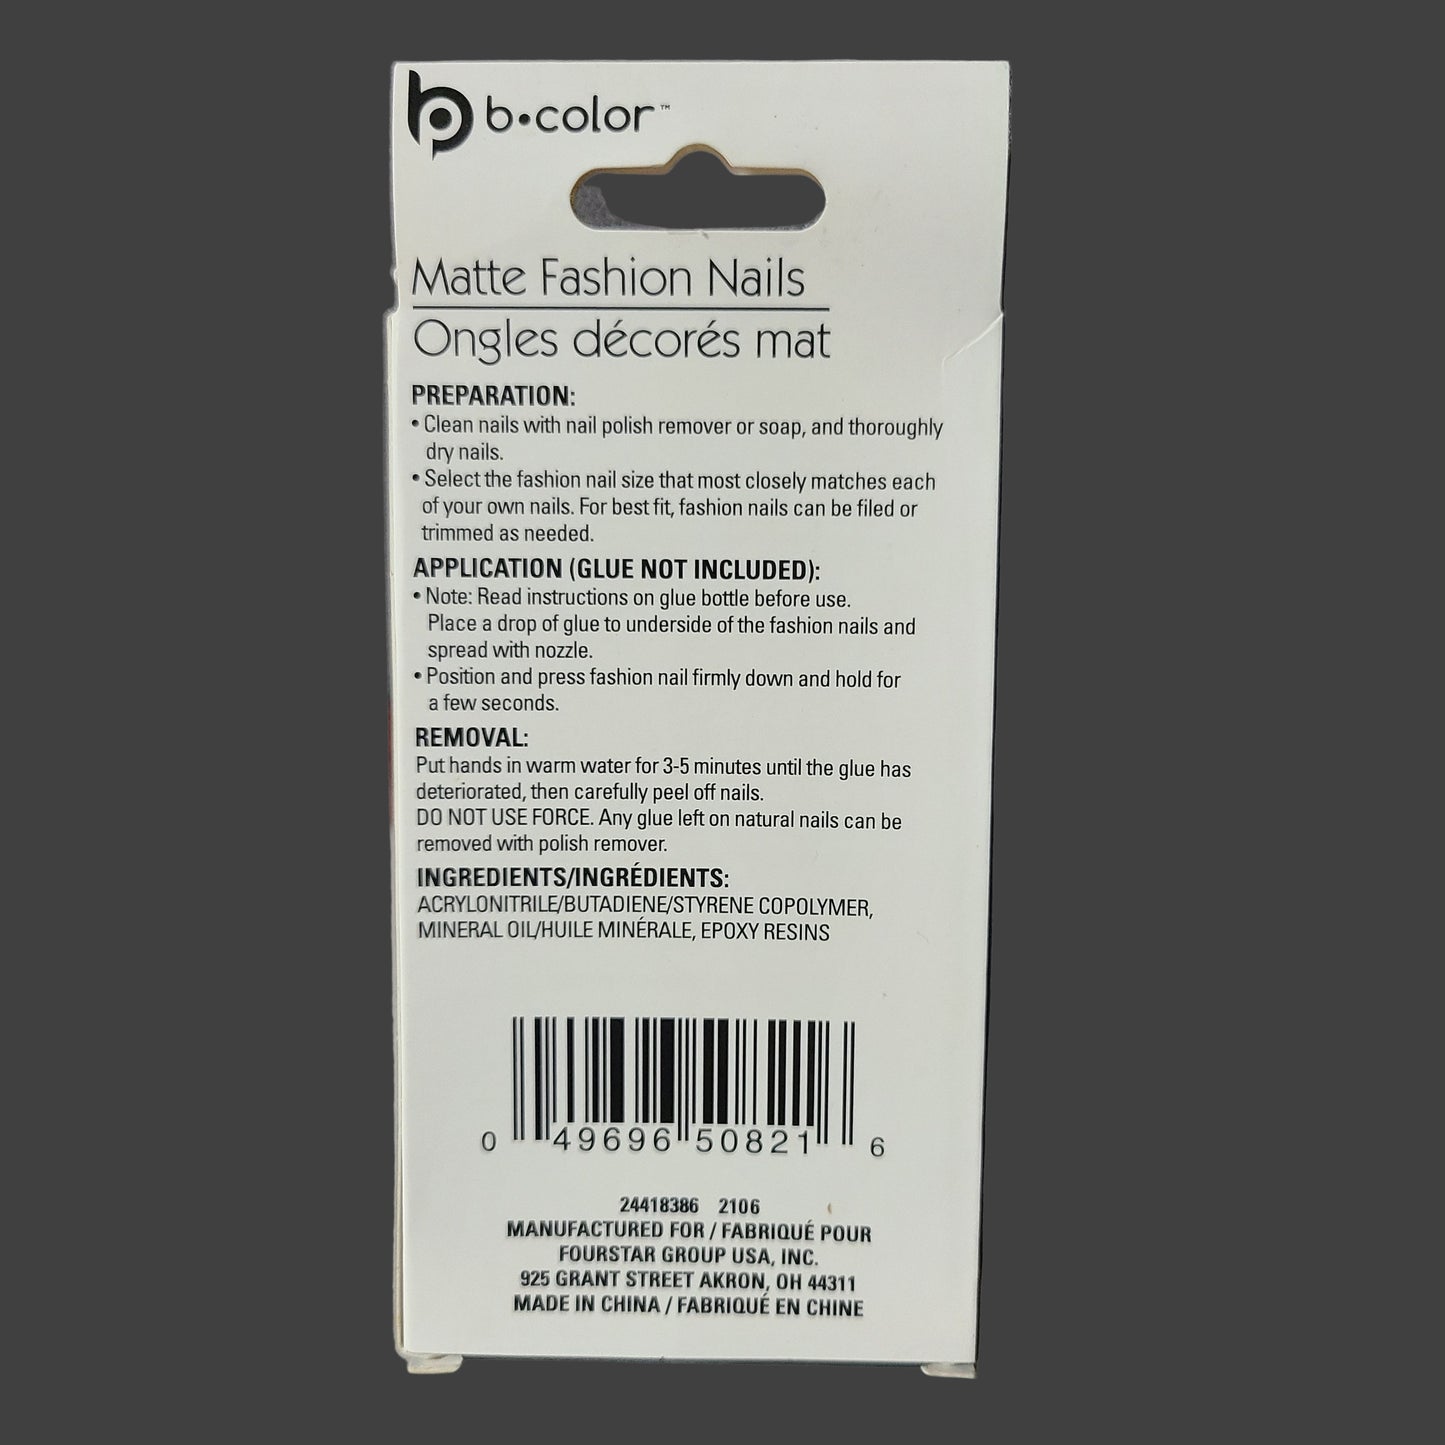 b•color™
Matte Fashion Nails
Ongles décorés mat
PREPARATION:
• Clean nails with nail polish remover or soap, and thoroughly
dry nails.
• Select the fashion nail size that most closely matches each
of your own nails. For best fit, fashion nails can be filed or
trimmed as needed.
APPLICATION (GLUE NOT INCLUDED):
• Note: Read instructions on glue bottle before use.
Place a drop of glue to underside of the fashion nails and
spread with nozzle.
• Position and press fashion nail firmly down and hold for
a few seconds.
REMOVAL:
Put hands in warm water for 3-5 minutes until the glue has
deteriorated, then carefully peel off nails.
DO NOT USE FORCE. Any glue left on natural nails can be
removed with polish remover.
INGREDIENTS/INGRÉDIENTS:
ACRYLONITRILE/BUTADIENE/STYRENE COPOLYMER,
MINERAL OIL/HUILE MINÉRALE, EPOXY RESINS
0 49696 50821 6
24418386 2106
MANUFACTURED FOR / FABRIQUÉ POUR
FOURSTAR GROUP USA, INC.
925 GRANT STREET AKRON, OH 44311
MADE IN CHINA / FABRIQUÉ EN CHINE